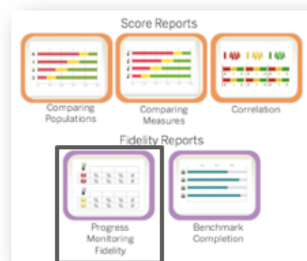 Score Reports
Comparing Populations
Comparing Measures
Correlation
Fidelity Reports
Progress Monitoring Fidelity
Benchmark Completion